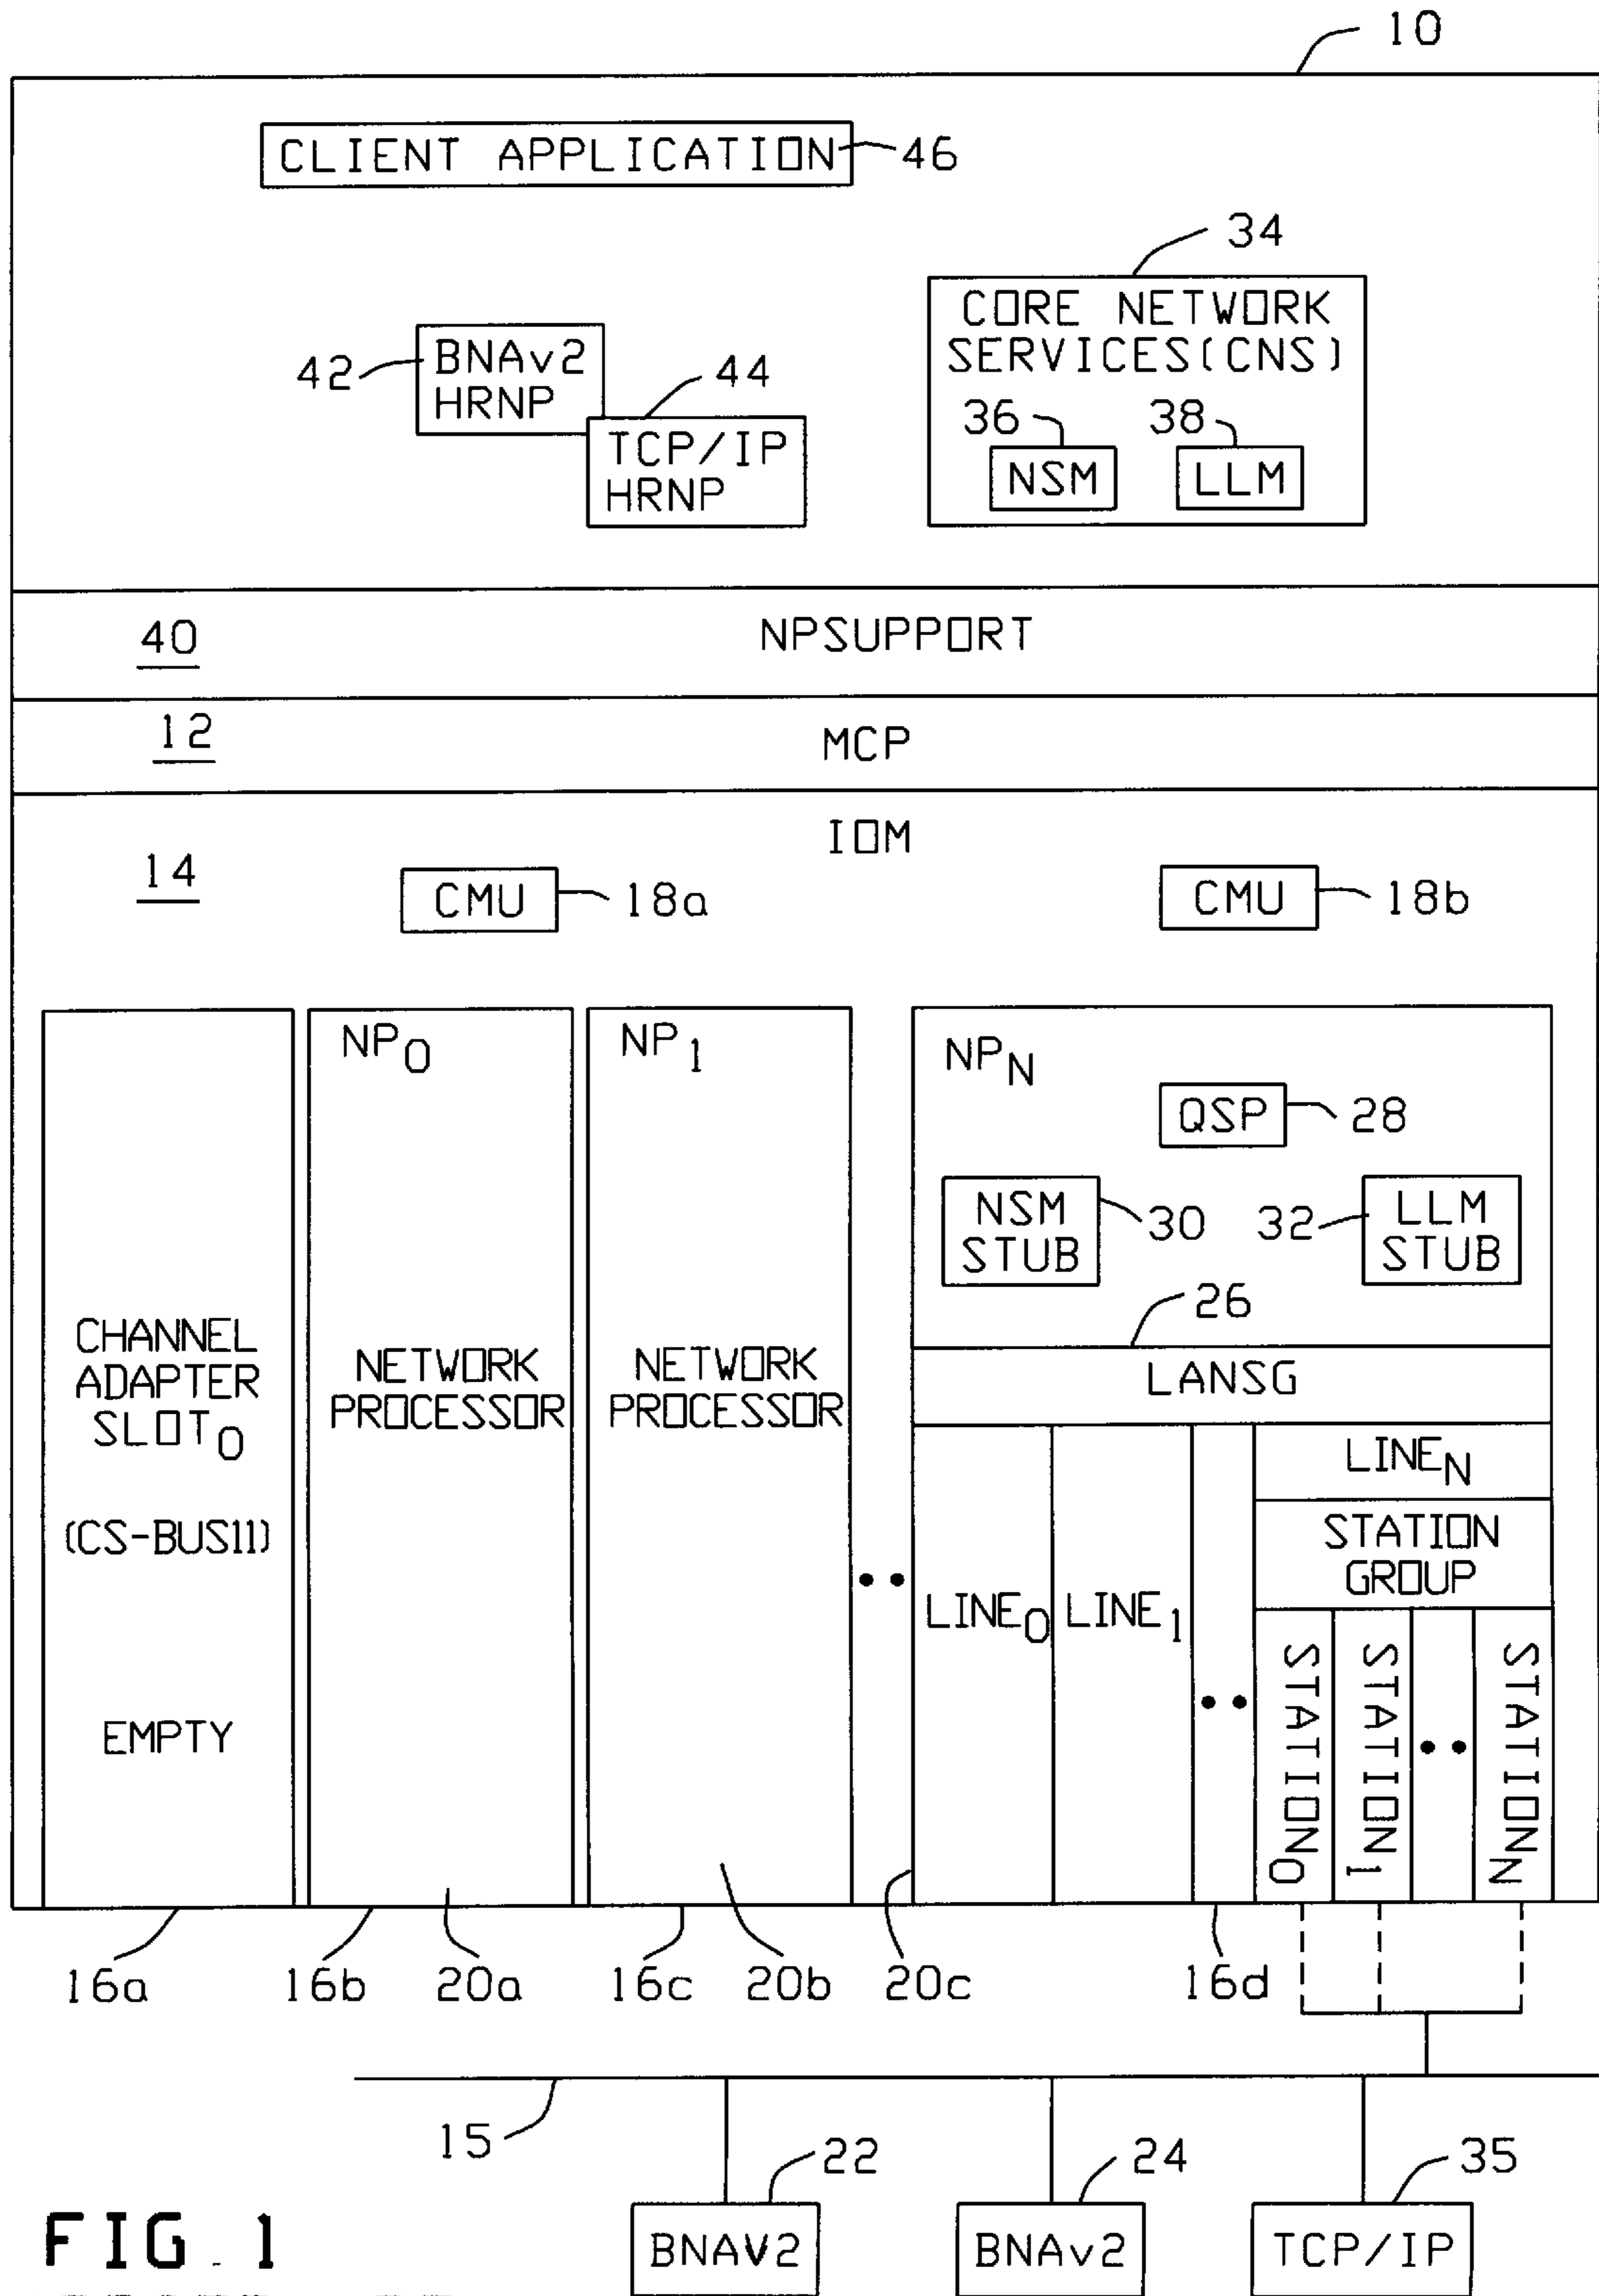 10
CLIENT APPLICATION
46
34
CORE NETWORK
SERVICES(CNS)
42
BNAv2
HRNP
44
TCP/IP
HRNP
36
38
NSM
LLM
40
NPSUPPORT
12
MCP
IOM
14
CMU
18a
CMU
18b
CHANNEL
ADAPTER
SLOT0
(CS-BUS11)
EMPTY
NP0
NETWORK
PROCESSOR
NP1
NETWORK
PROCESSOR
NPN
QSP
28
NSM
STUB
30
32
LLM
STUB
26
LANSG
LINE0
LINE1
LINEN
STATION
GROUP
STATION0
STATION1
STATIONN
16a
16b
20a
16c
20b
20c
16d
15
22
24
35
BNAV2
BNAv2
TCP/IP
FIG. 1